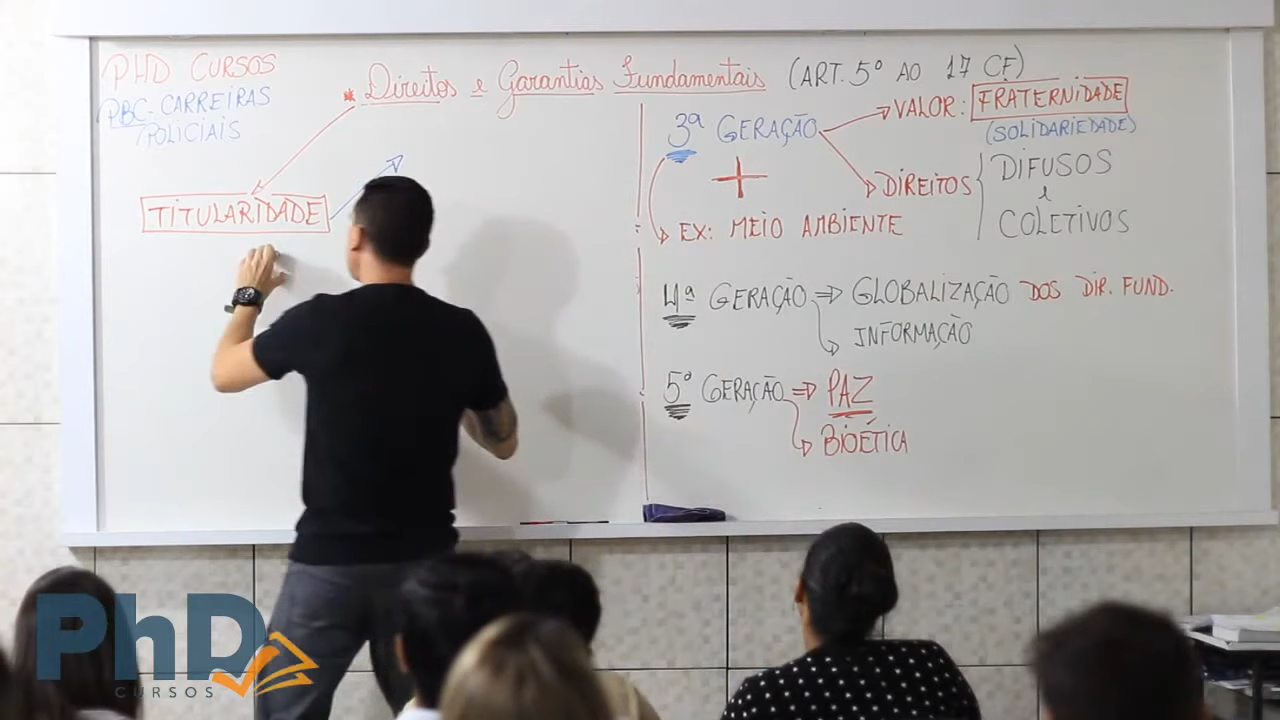 PHD CURSOS
PBC - CARREIRAS
POLICIAIS
* Direitos e Garantias Fundamentais (ART. 5º AO 17 CF)
TITULARIDADE
3ª GERAÇÃO
VALOR: FRATERNIDADE
(SOLIDARIEDADE)
+
DIREITOS { DIFUSOS
e
COLETIVOS
EX: MEIO AMBIENTE
4ª GERAÇÃO ⇒ GLOBALIZAÇÃO DOS DIR. FUND.
INFORMAÇÃO
5ª GERAÇÃO ⇒ PAZ
BIOÉTICA
PhD
CURSOS